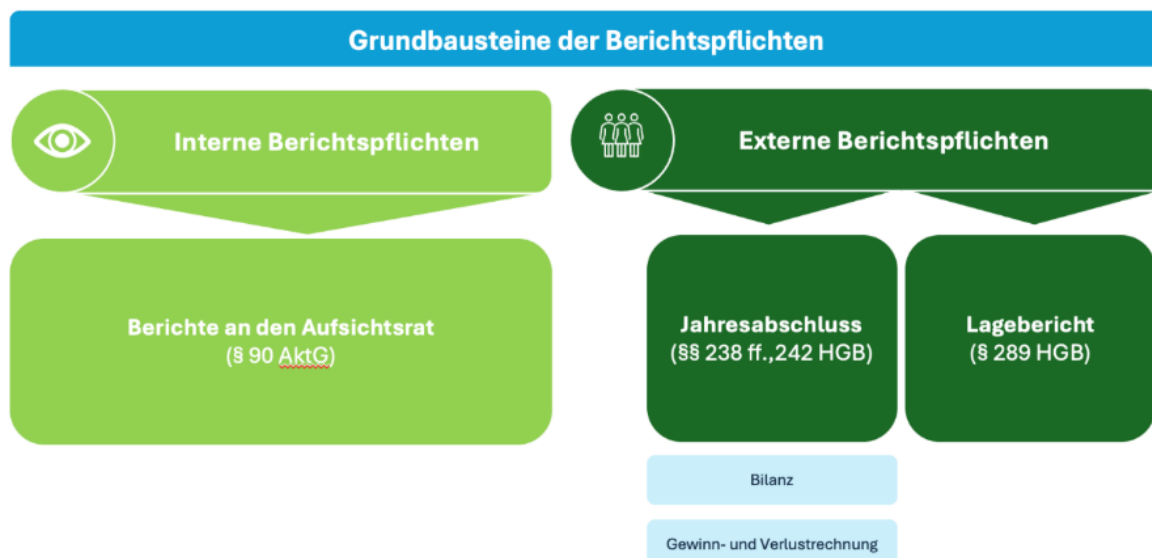 Grundbausteine der Berichtspflichten
Interne Berichtspflichten
Externe Berichtspflichten
Berichte an den Aufsichtsrat
(§ 90 AktG)
Jahresabschluss
(§§ 238 ff.,242 HGB)
Lagebericht
(§ 289 HGB)
Bilanz
Gewinn- und Verlustrechnung